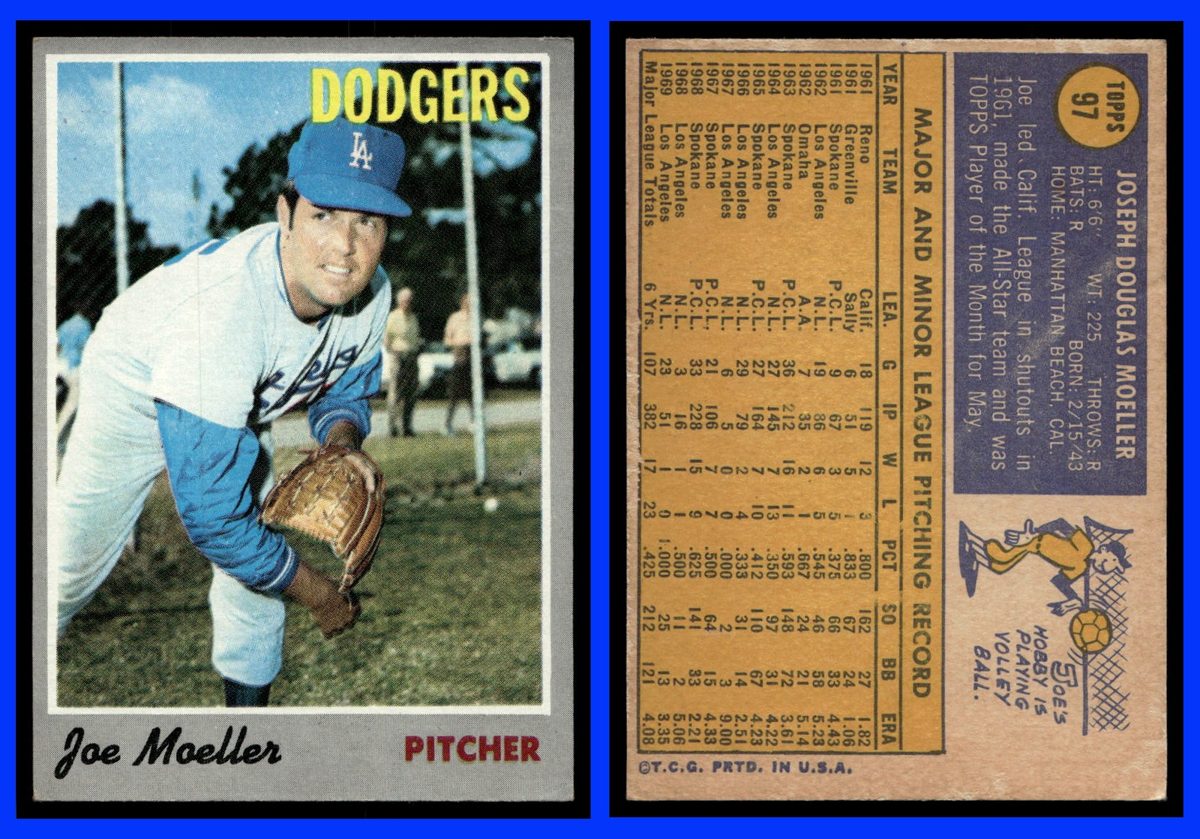 DODGERS
LA
Joe Moeller
PITCHER
TOPPS
97
JOSEPH DOUGLAS MOELLER
HT: 6'6" WT: 225 THROWS: R
BATS: R BORN: 2/15/43
HOME: MANHATTAN BEACH, CAL.
Joe led Calif. League in shutouts in
1961, made the All-Star team and was
TOPPS Player of the Month for May.
JOE'S
HOBBY IS
PLAYING
VOLLEY
BALL.
MAJOR AND MINOR LEAGUE PITCHING RECORD
YEAR TEAM LEA. G IP W L PCT SO BB ERA
1961 Reno Calif. 18 119 12 3 .800 162 27 1.82
1961 Greenville Sally 6 51 5 1 .833 67 24 1.06
1961 Spokane P.C.L. 9 67 3 5 .375 66 33 4.43
1962 Los Angeles N.L. 19 86 6 5 .545 46 58 5.23
1962 Omaha A.A 7 35 2 1 .667 24 21 5.14
1963 Spokane P.C.L. 36 212 16 11 .593 148 72 3.61
1964 Los Angeles N.L. 27 145 7 13 .350 97 31 4.22
1965 Spokane P.C.L. 27 164 7 10 .412 110 67 4.22
1966 Los Angeles N.L. 29 79 2 4 .333 31 14 2.51
1967 Los Angeles N.L. 6 5 0 0 .000 2 3 9.00
1967 Spokane P.C.L. 21 106 7 7 .500 64 15 4.33
1968 Spokane P.C.L. 33 228 15 9 .625 141 33 2.21
1968 Los Angeles N.L. 3 16 1 1 .500 11 2 5.06
1969 Los Angeles N.L. 23 51 1 0 1.000 25 13 3.35
Major League Totals 6 Yrs. 107 382 17 23 .425 212 121 4.08
©T.C.G. PRTD. IN U.S.A.